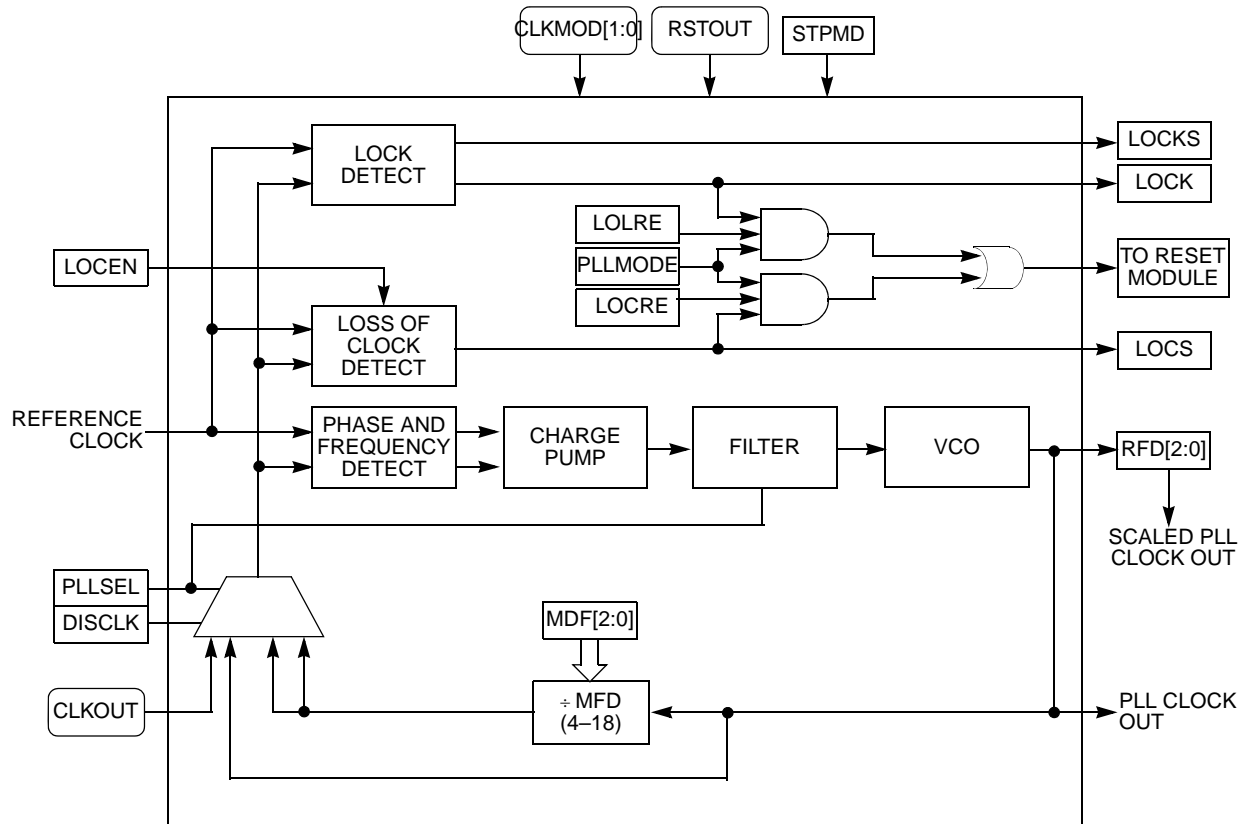 CLKMOD[1:0]
RSTOUT
STPMD
LOCK
DETECT
LOCKS
LOCK
LOLRE
PLLMODE
LOCRE
TO RESET
MODULE
LOCEN
LOSS OF
CLOCK
DETECT
LOCS
REFERENCE
CLOCK
PHASE AND
FREQUENCY
DETECT
CHARGE
PUMP
FILTER
VCO
RFD[2:0]
SCALED PLL
CLOCK OUT
PLLSEL
DISCLK
MDF[2:0]
CLKOUT
÷ MFD
(4–18)
PLL CLOCK
OUT